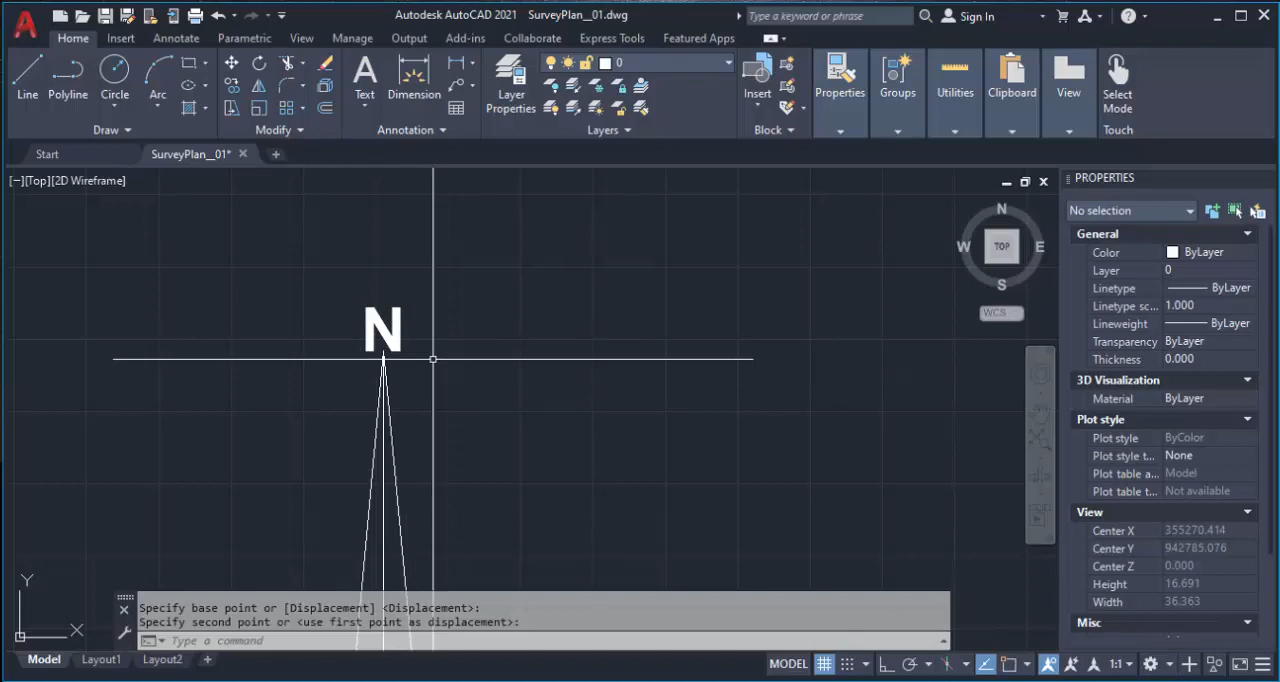 Autodesk AutoCAD 2021 SurveyPlan_01.dwg
Type a keyword or phrase
Sign In
Home Insert Annotate Parametric View Manage Output Add-ins Collaborate Express Tools Featured Apps
Line Polyline Circle Arc
Draw
Modify
Text Dimension
Annotation
Layer Properties
0
Layers
Insert
Block
Properties
Groups
Utilities
Clipboard
View
Select Mode
Touch
Start
SurveyPlan_01*
[−][Top][2D Wireframe]
N
W TOP E
S
WCS
N
Y
X
PROPERTIES
No selection
General
Color ByLayer
Layer 0
Linetype ByLayer
Linetype sc... 1.000
Lineweight ByLayer
Transparency ByLayer
Thickness 0.000
3D Visualization
Material ByLayer
Plot style
Plot style ByColor
Plot style t... None
Plot table a... Model
Plot table t... Not available
View
Center X 355270.414
Center Y 942785.076
Center Z 0.000
Height 16.691
Width 36.363
Misc
Specify base point or [Displacement] <Displacement>:
Specify second point or <use first point as displacement>:
Type a command
Model Layout1 Layout2 +
MODEL
1:1